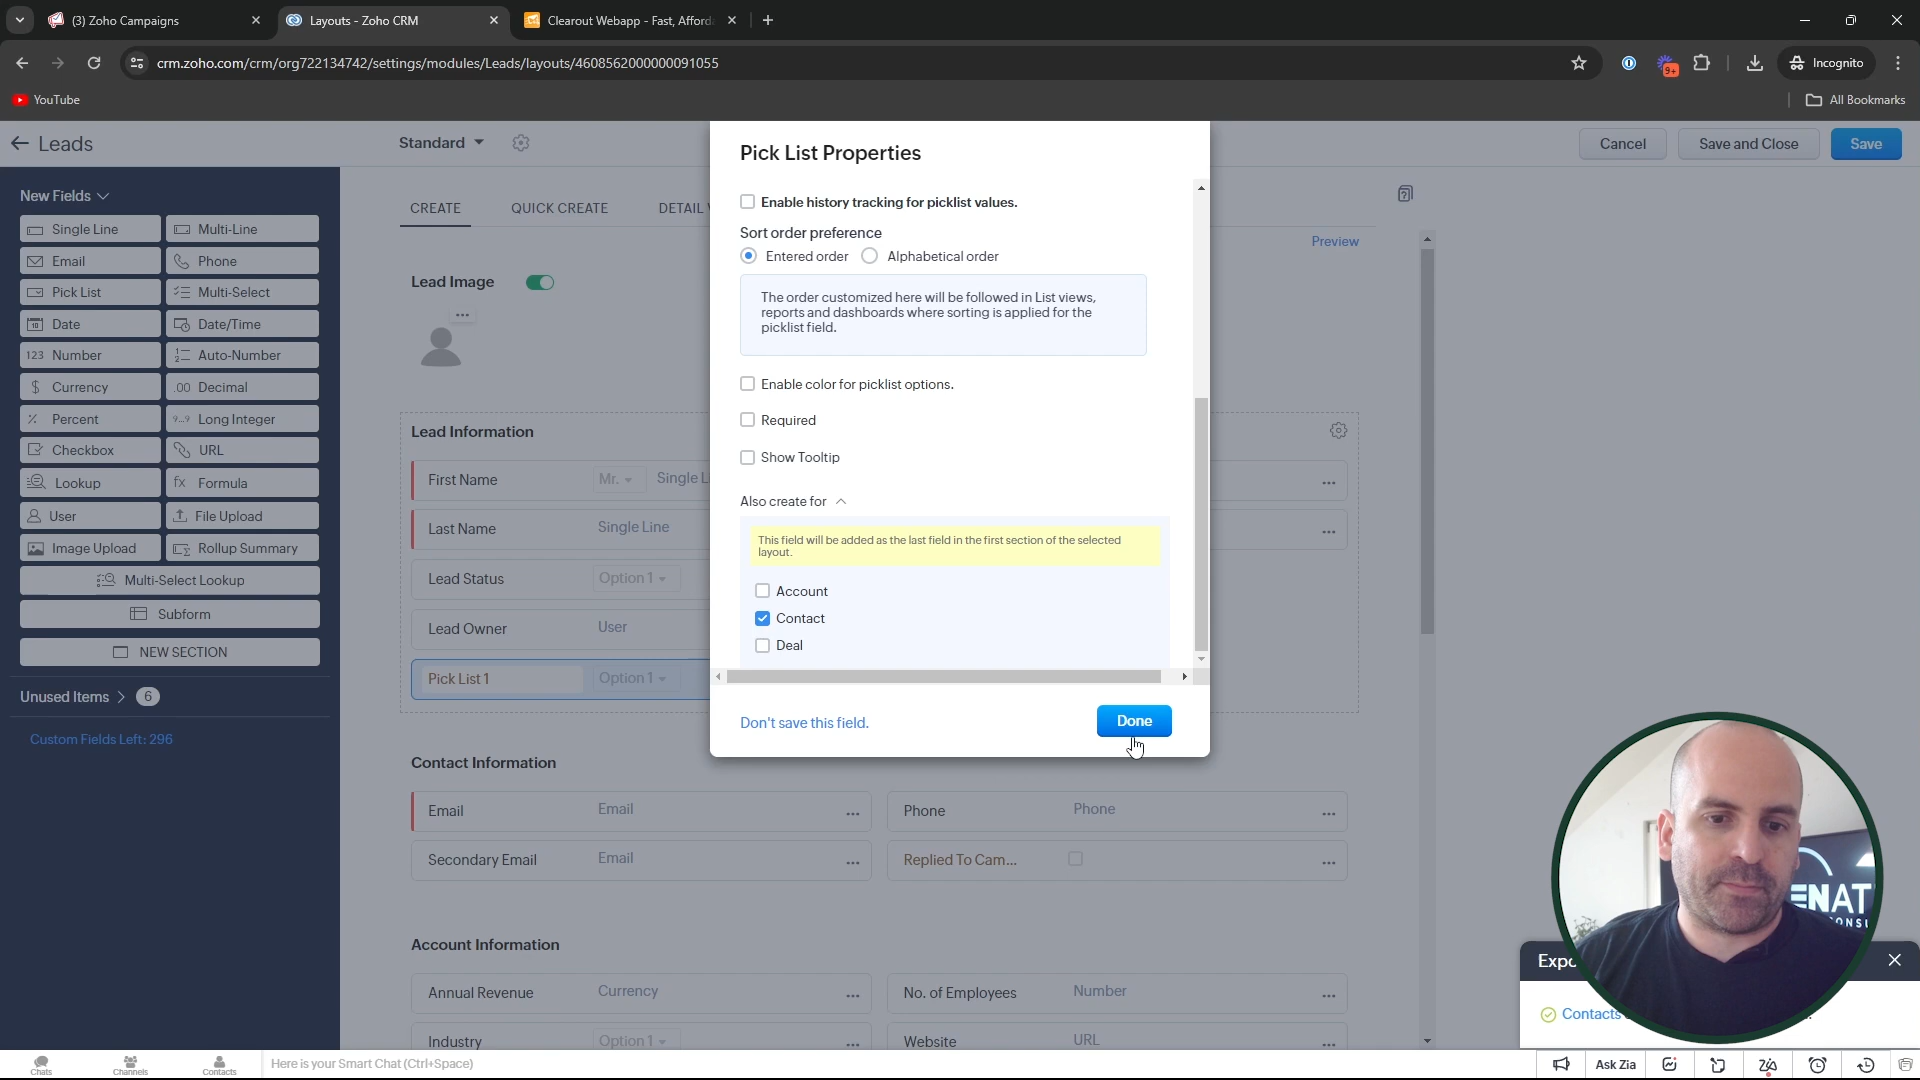 (3) Zoho Campaigns
Layouts - Zoho CRM
Clearout Webapp - Fast, Afford
crm.zoho.com/crm/org722134742/settings/modules/Leads/layouts/4608562000000091055
9+
Incognito
YouTube
All Bookmarks
Leads
Standard
Cancel
Save and Close
Save
New Fields
Single Line
Multi-Line
Email
Phone
Pick List
Multi-Select
Date
Date/Time
123 Number
Auto-Number
$ Currency
.00 Decimal
% Percent
Long Integer
Checkbox
URL
Lookup
fx Formula
User
File Upload
Image Upload
Rollup Summary
Multi-Select Lookup
Subform
NEW SECTION
Unused Items
6
Custom Fields Left: 296
CREATE
QUICK CREATE
DETAIL
Preview
Lead Image
Lead Information
First Name
Mr.
Single L
Last Name
Single Line
Lead Status
Option 1
Lead Owner
User
Pick List 1
Option 1
Contact Information
Email
Email
Phone
Phone
Secondary Email
Email
Replied To Cam...
Account Information
Annual Revenue
Currency
No. of Employees
Number
Industry
Option 1
Website
URL
Pick List Properties
Enable history tracking for picklist values.
Sort order preference
Entered order
Alphabetical order
The order customized here will be followed in List views,
reports and dashboards where sorting is applied for the
picklist field.
Enable color for picklist options.
Required
Show Tooltip
Also create for
This field will be added as the last field in the first section of the selected
layout.
Account
Contact
Deal
Don't save this field.
Done
ENAT
ONSU
Expo
Contacts
Chats
Channels
Contacts
Here is your Smart Chat (Ctrl+Space)
Ask Zia